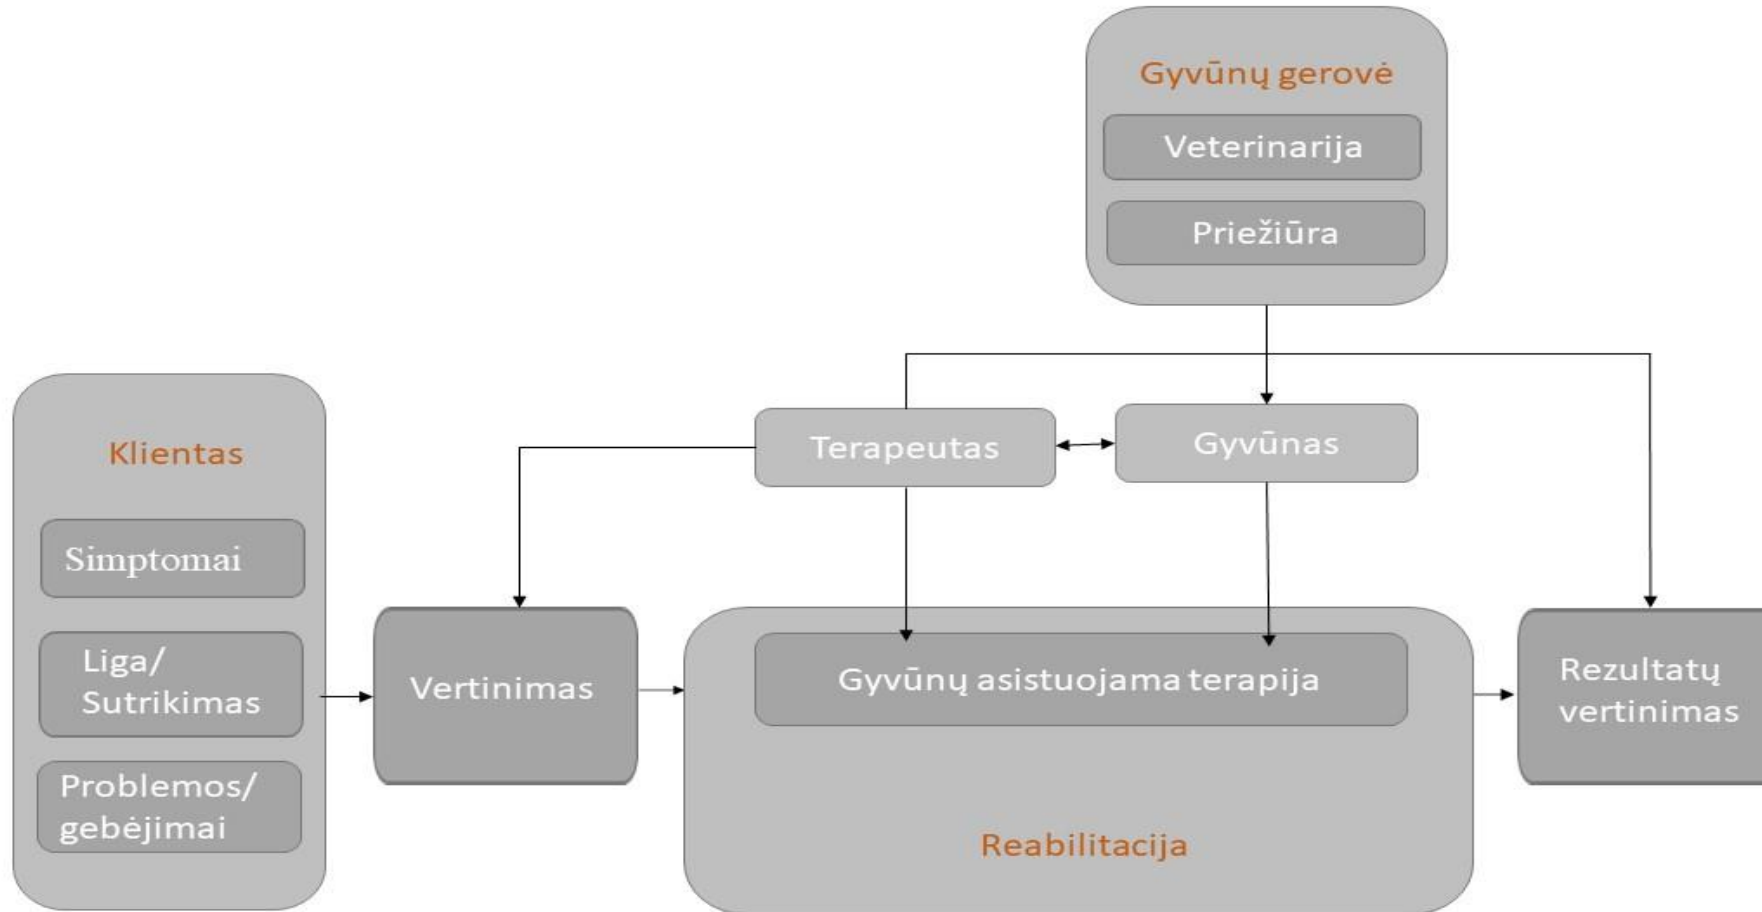 Gyvūnų gerovė
Veterinarija
Priežiūra
Klientas
Simptomai
Liga/
Sutrikimas
Problemos/
gebėjimai
Terapeutas
Gyvūnas
Vertinimas
Gyvūnų asistuojama terapija
Reabilitacija
Rezultatų
vertinimas